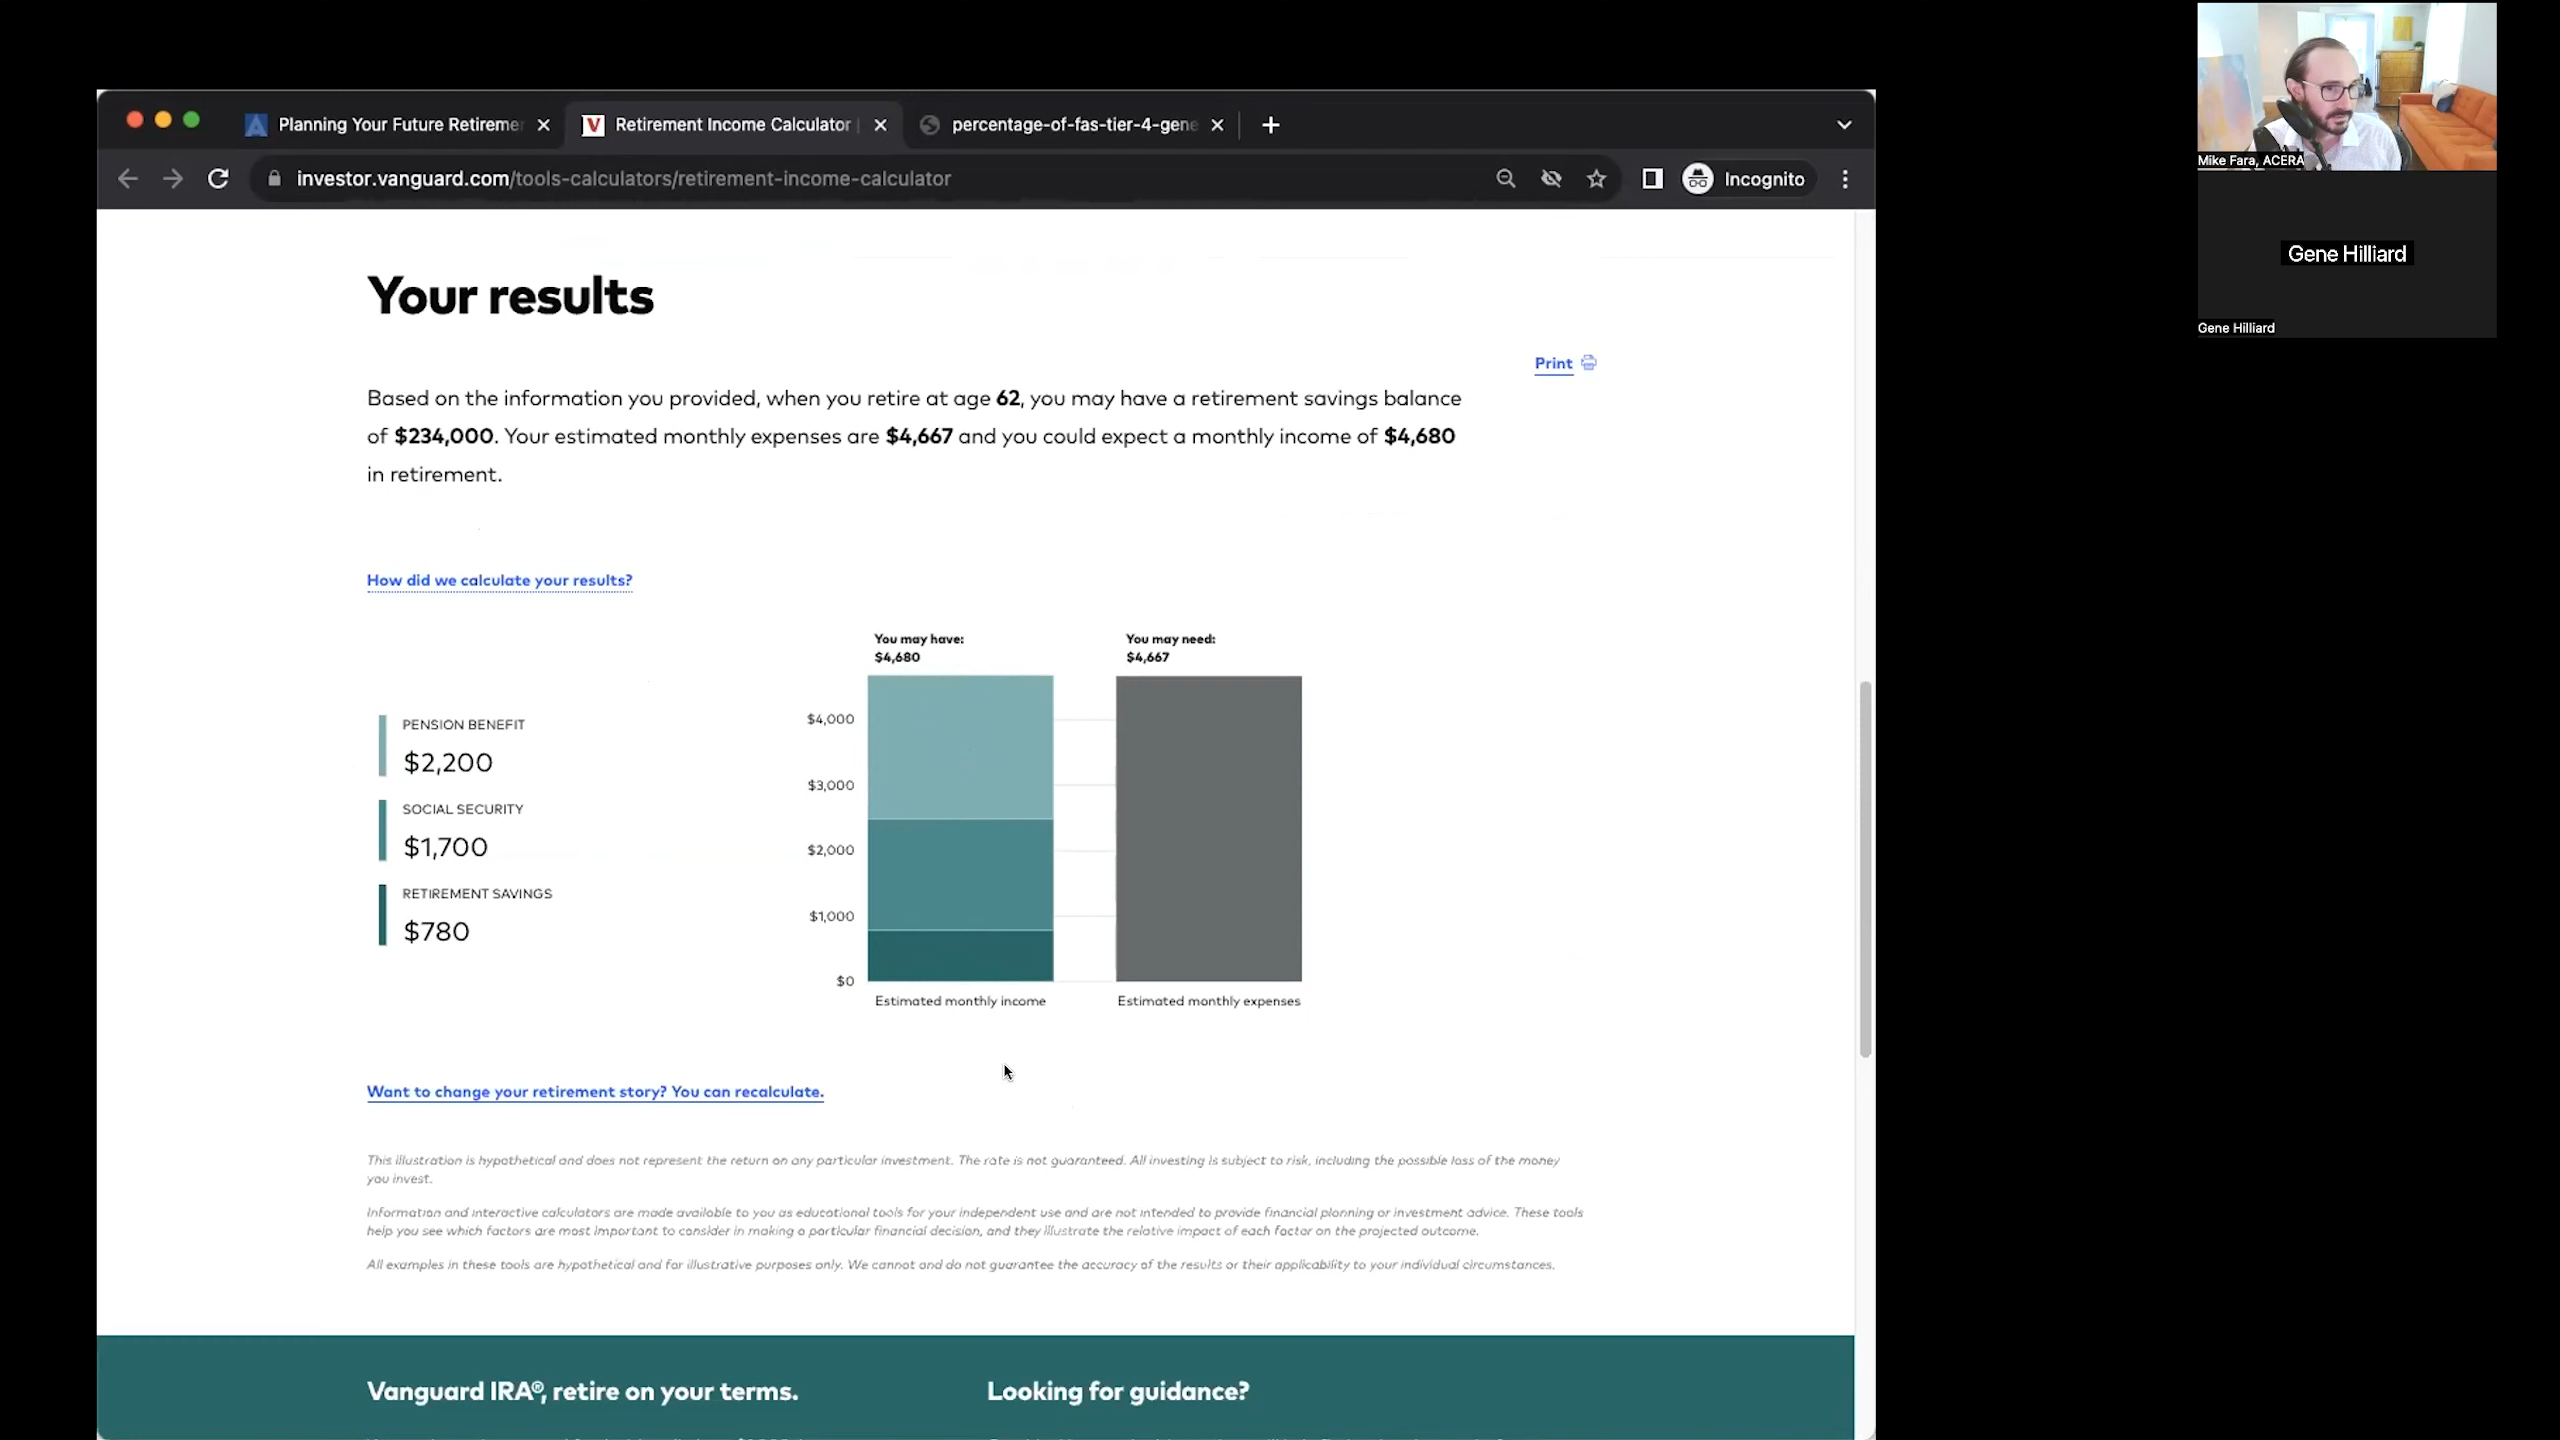 Planning Your Future Retiremen
Retirement Income Calculator |
percentage-of-fas-tier-4-gene
investor.vanguard.com/tools-calculators/retirement-income-calculator
Incognito
Mike Fara, ACERA
Gene Hilliard
Gene Hilliard
Your results
Print
Based on the information you provided, when you retire at age 62, you may have a retirement savings balance
of $234,000. Your estimated monthly expenses are $4,667 and you could expect a monthly income of $4,680
in retirement.
How did we calculate your results?
You may have:
$4,680
You may need:
$4,667
PENSION BENEFIT
$2,200
SOCIAL SECURITY
$1,700
RETIREMENT SAVINGS
$780
$4,000
$3,000
$2,000
$1,000
$0
Estimated monthly income
Estimated monthly expenses
Want to change your retirement story? You can recalculate.
This illustration is hypothetical and does not represent the return on any particular investment. The rate is not guaranteed. All investing is subject to risk, including the possible loss of the money
you invest.
Information and interactive calculators are made available to you as educational tools for your independent use and are not intended to provide financial planning or investment advice. These tools
help you see which factors are most important to consider in making a particular financial decision, and they illustrate the relative impact of each factor on the projected outcome.
All examples in these tools are hypothetical and for illustrative purposes only. We cannot and do not guarantee the accuracy of the results or their applicability to your individual circumstances.
Vanguard IRA®, retire on your terms.
Looking for guidance?